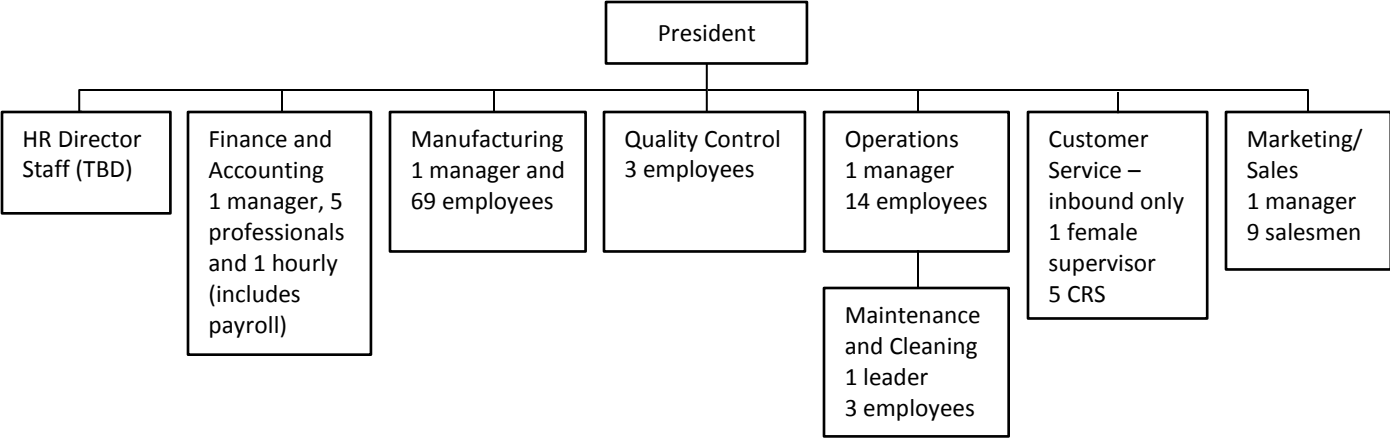 President
HR Director
Staff (TBD)
Finance and
Accounting
1 manager, 5
professionals
and 1 hourly
(includes
payroll)
Manufacturing
1 manager and
69 employees
Quality Control
3 employees
Operations
1 manager
14 employees
Maintenance
and Cleaning
1 leader
3 employees
Customer
Service –
inbound only
1 female
supervisor
5 CRS
Marketing/
Sales
1 manager
9 salesmen